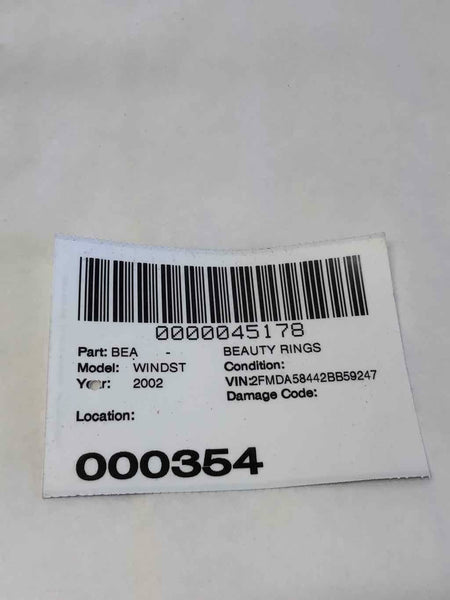 0000045178
Part: BEA - BEAUTY RINGS
Model: WINDST Condition:
Year: 2002 VIN:2FMDA58442BB59247
Damage Code:
Location:
000354